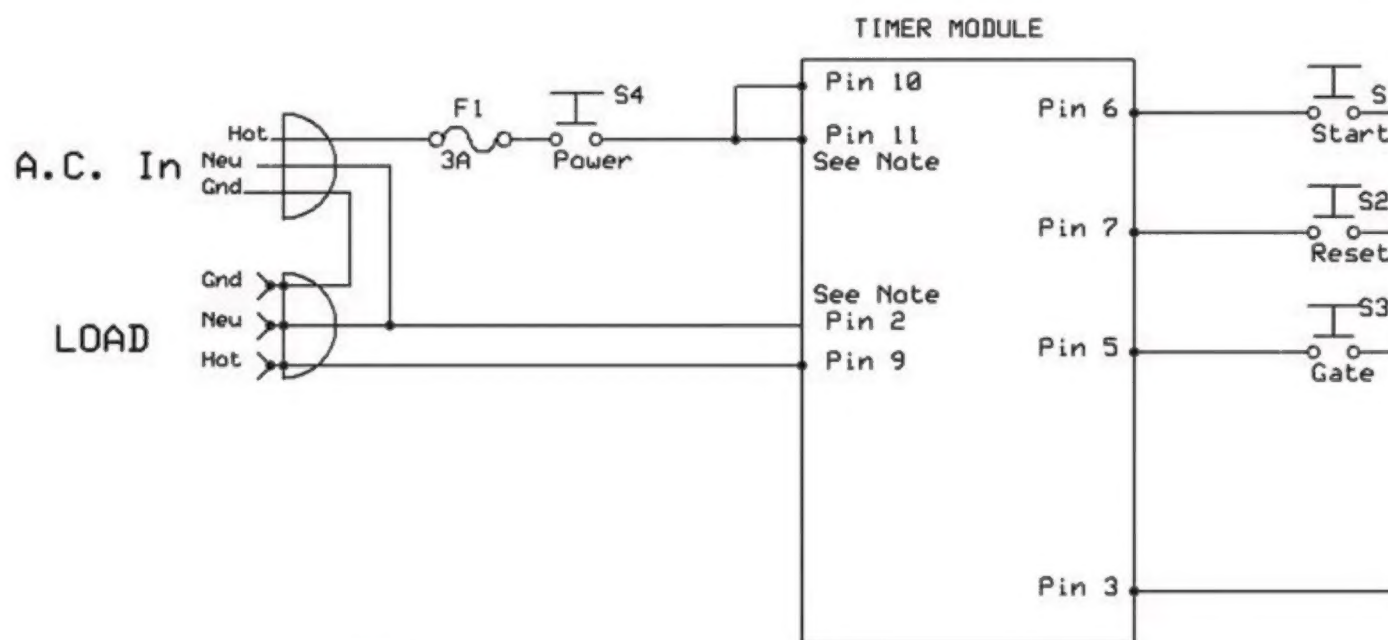 TIMER MODULE
Pin 10
F1
S4
Hot
3A
Power
Pin 11
See Note
A.C. In
Neu
Gnd
Pin 6
S
Start
Pin 7
S2
Reset
Gnd
LOAD
Neu
Hot
See Note
Pin 2
Pin 9
Pin 5
S3
Gate
Pin 3